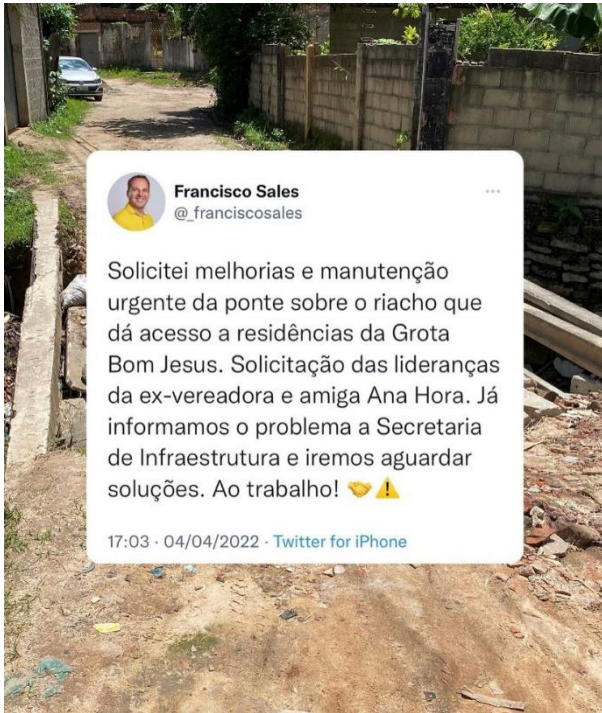 Francisco Sales
@_franciscosales
Solicitei melhorias e manutenção
urgente da ponte sobre o riacho que
dá acesso a residências da Grota
Bom Jesus. Solicitação das lideranças
da ex-vereadora e amiga Ana Hora. Já
informamos o problema a Secretaria
de Infraestrutura e iremos aguardar
soluções. Ao trabalho! 🤝⚠️
17:03 · 04/04/2022 · Twitter for iPhone